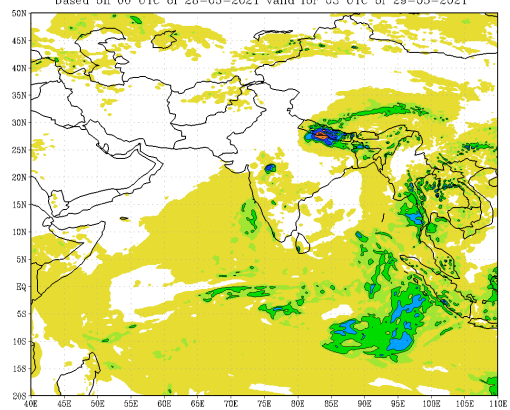 based on 00 UTC of 28-05-2021 valid for 03 UTC of 29-05-2021
50N
45N
40N
35N
30N
25N
20N
15N
10N
5N
EQ
5S
10S
15S
20S
40E 45E 50E 55E 60E 65E 70E 75E 80E 85E 90E 95E 100E 105E 110E